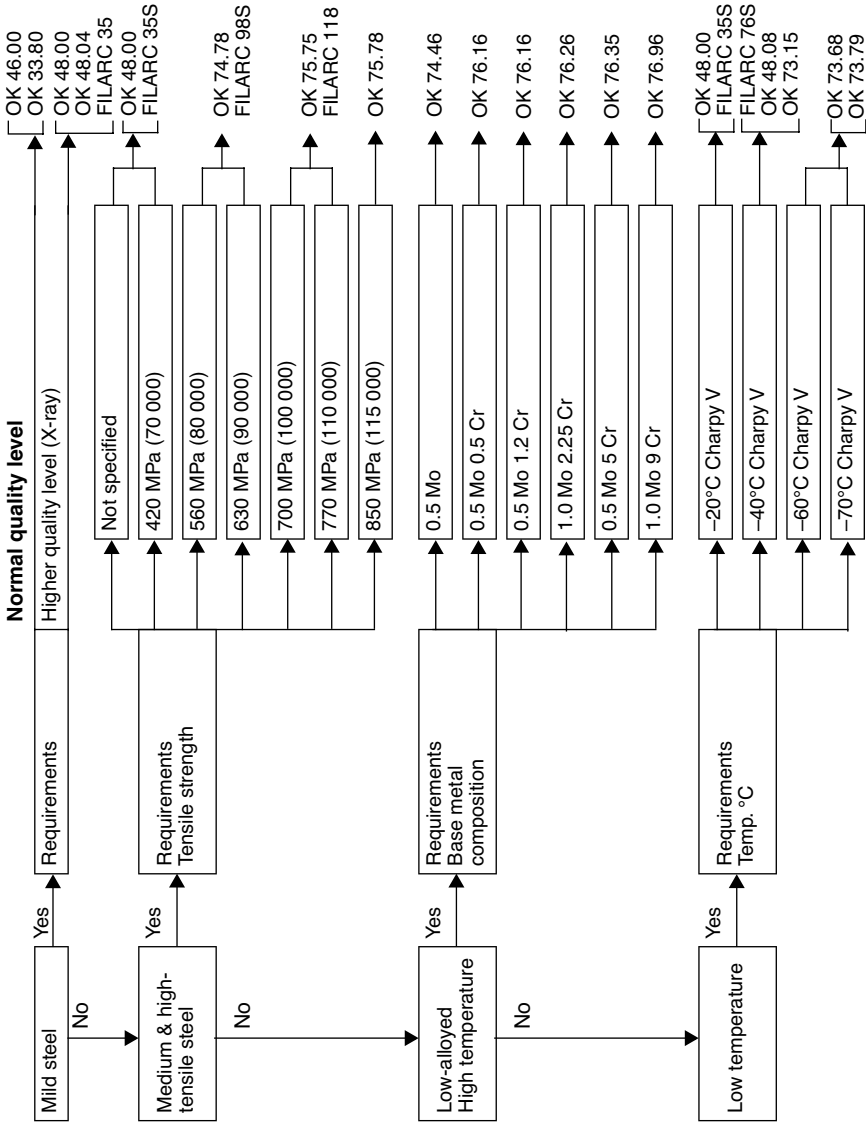 Normal quality level
Mild steel
Yes
Requirements
Higher quality level (X-ray)
OK 46.00
OK 33.80
OK 48.00
OK 48.04
FILARC 35
No
Medium & high-
tensile steel
Yes
Requirements
Tensile strength
Not specified
420 MPa (70 000)
OK 48.00
FILARC 35S
560 MPa (80 000)
630 MPa (90 000)
OK 74.78
FILARC 98S
700 MPa (100 000)
770 MPa (110 000)
OK 75.75
FILARC 118
850 MPa (115 000)
OK 75.78
No
Low-alloyed
High temperature
Yes
Requirements
Base metal
composition
0.5 Mo
OK 74.46
0.5 Mo 0.5 Cr
OK 76.16
0.5 Mo 1.2 Cr
OK 76.16
1.0 Mo 2.25 Cr
OK 76.26
0.5 Mo 5 Cr
OK 76.35
1.0 Mo 9 Cr
OK 76.96
No
Low temperature
Yes
Requirements
Temp. °C
–20°C Charpy V
OK 48.00
FILARC 35S
–40°C Charpy V
FILARC 76S
OK 48.08
OK 73.15
–60°C Charpy V
–70°C Charpy V
OK 73.68
OK 73.79